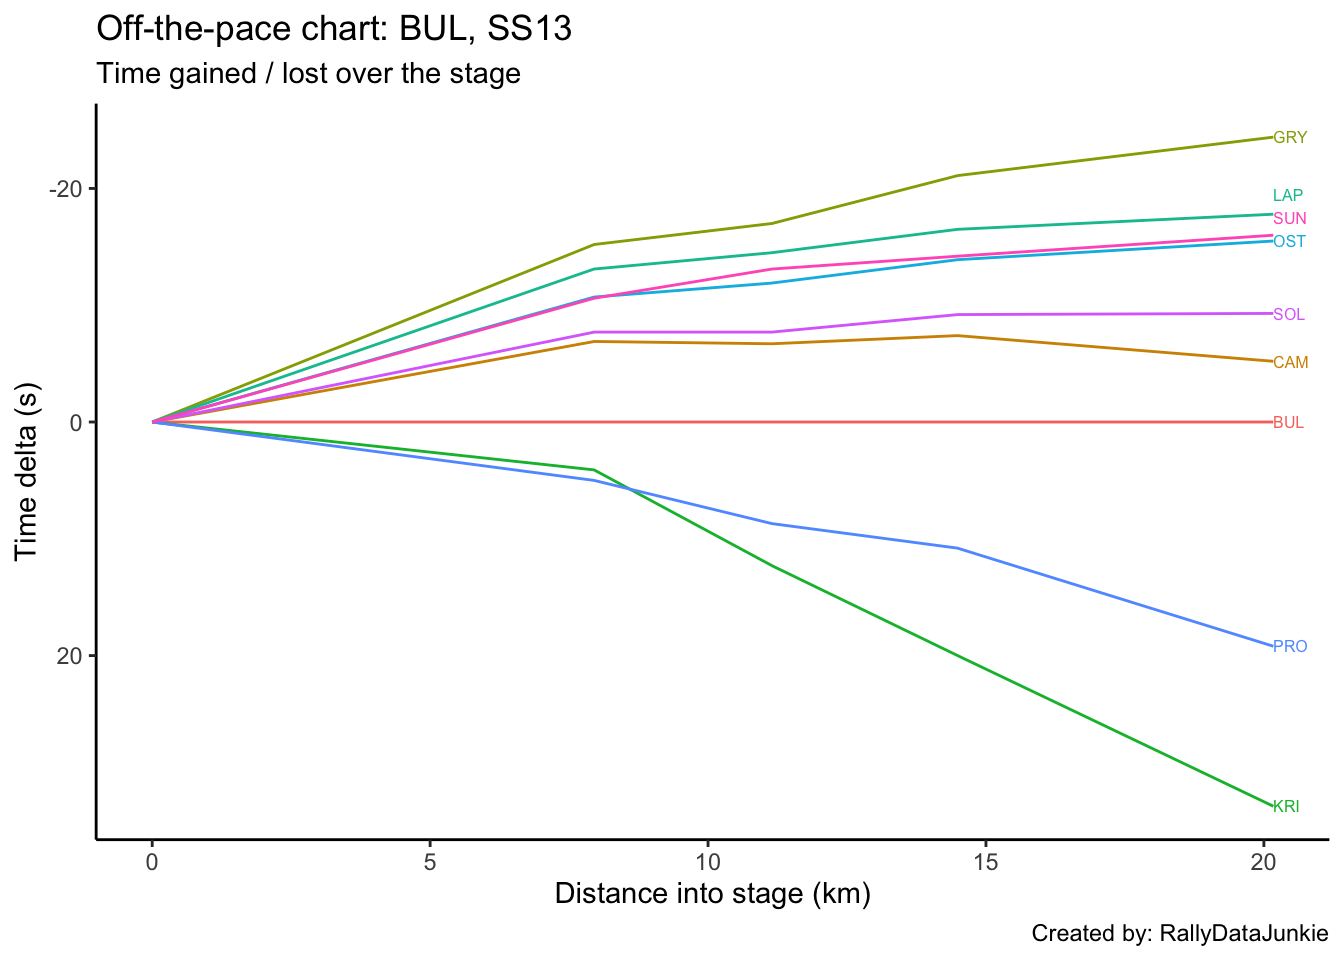 Off-the-pace chart: BUL, SS13
Time gained / lost over the stage
Time delta (s)
-20
0
20
GRY
LAP
SUN
OST
SOL
CAM
BUL
PRO
KRI
0 5 10 15 20
Distance into stage (km)
Created by: RallyDataJunkie